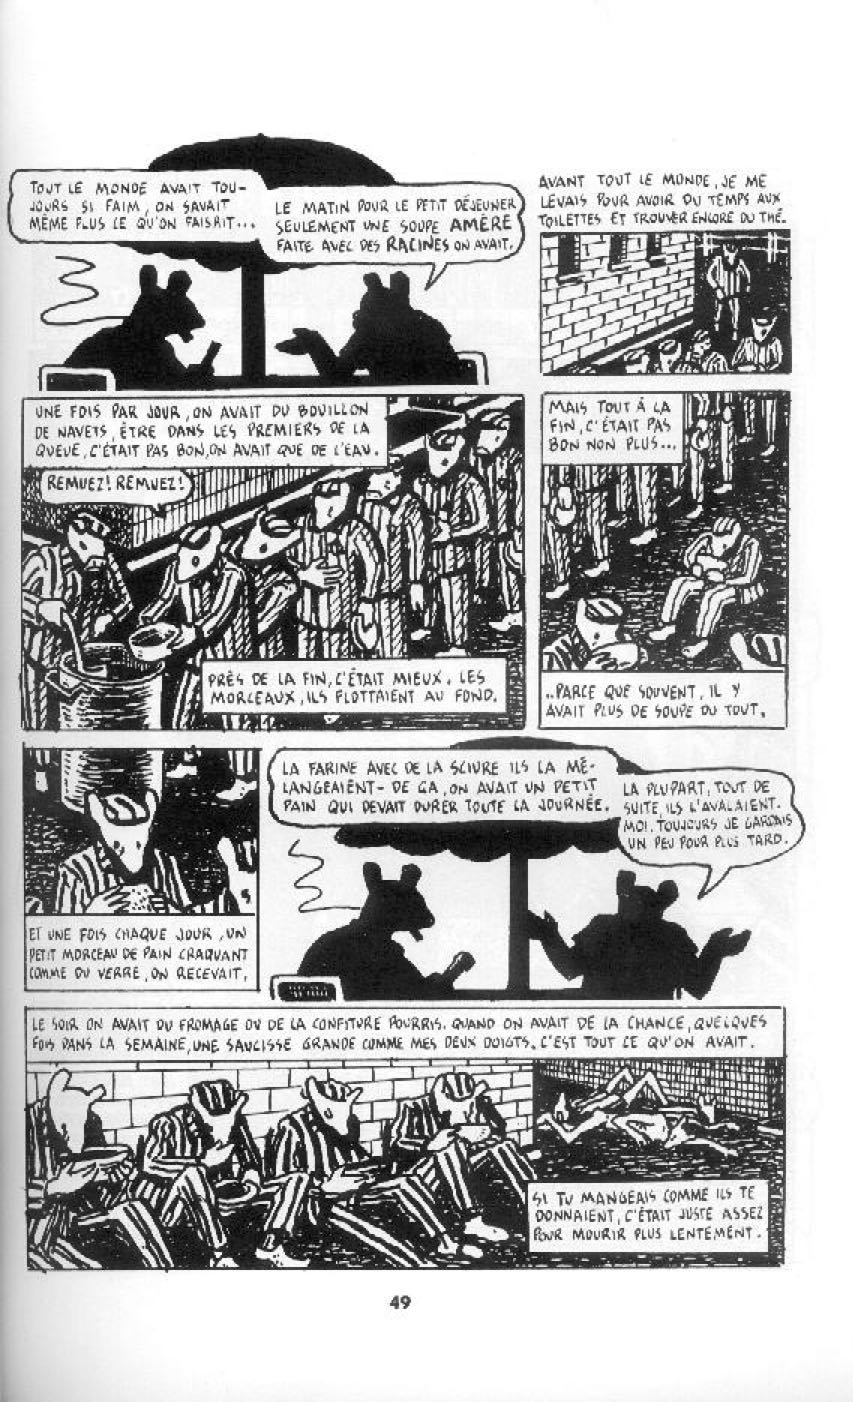 TOUT LE MONDE AVAIT TOU-
JOURS SI FAIM, ON SAVAIT
MÊME PLUS CE QU'ON FAISAIT...
LE MATIN POUR LE PETIT DÉJEUNER
SEULEMENT UNE SOUPE AMÈRE
FAITE AVEC DES RACINES ON AVAIT.
AVANT TOUT LE MONDE, JE ME
LEVAIS POUR AVOIR DU TEMPS AUX
TOILETTES ET TROUVER ENCORE DU THÉ.
UNE FOIS PAR JOUR, ON AVAIT DU BOUILLON
DE NAVETS, ÊTRE DANS LES PREMIERS DE LA
QUEUE, C'ÉTAIT PAS BON, ON AVAIT QUE DE L'EAU.
REMUEZ! REMUEZ!
PRÈS DE LA FIN, C'ÉTAIT MIEUX. LES
MORCEAUX, ILS FLOTTAIENT AU FOND.
MAIS TOUT À LA
FIN, C'ÉTAIT PAS
BON NON PLUS...
..PARCE QUE SOUVENT, IL Y
AVAIT PLUS DE SOUPE DU TOUT.
ET UNE FOIS CHAQUE JOUR, UN
PETIT MORCEAU DE PAIN CRAQUANT
COMME DU VERRE, ON RECEVAIT.
LA FARINE AVEC DE LA SCIURE ILS LA MÉ-
LANGEAIENT- DE ÇA, ON AVAIT UN PETIT
PAIN QUI DEVAIT DURER TOUTE LA JOURNÉE.
LA PLUPART, TOUT DE
SUITE, ILS L'AVALAIENT.
MOI, TOUJOURS JE GARDAIS
UN PEU POUR PLUS TARD.
LE SOIR ON AVAIT DU FROMAGE OU DE LA CONFITURE POURRIS. QUAND ON AVAIT DE LA CHANCE, QUELQUES
FOIS DANS LA SEMAINE, UNE SAUCISSE GRANDE COMME MES DEUX DOIGTS. C'EST TOUT CE QU'ON AVAIT.
SI TU MANGEAIS COMME ILS TE
DONNAIENT, C'ÉTAIT JUSTE ASSEZ
POUR MOURIR PLUS LENTEMENT.
49